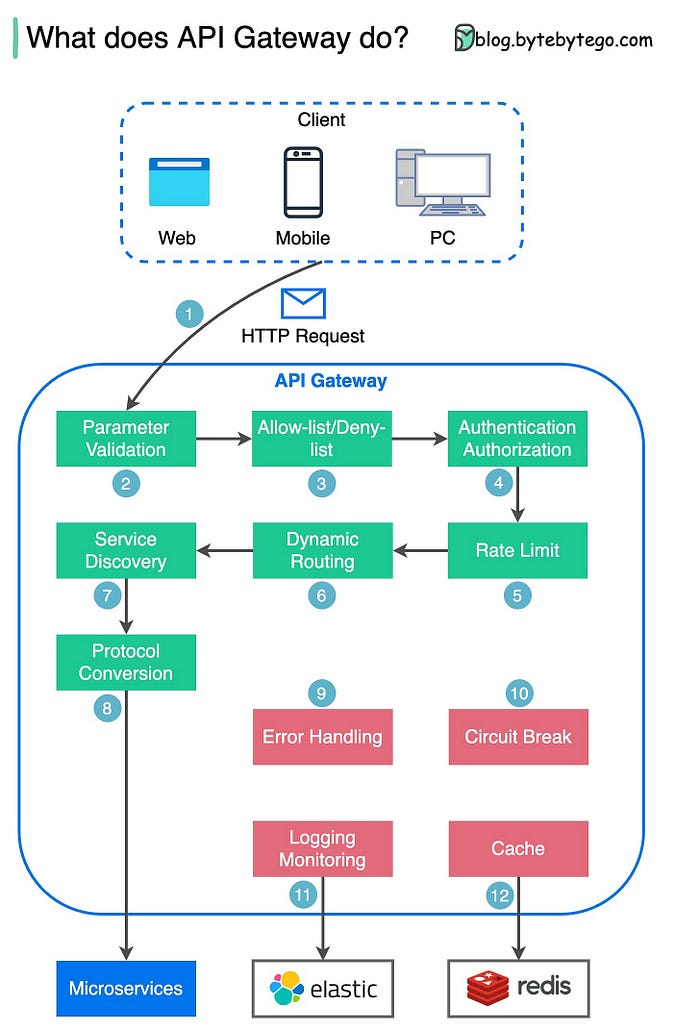 What does API Gateway do?
blog.bytebytego.com
Client
Web
Mobile
PC
1
HTTP Request
API Gateway
Parameter
Validation
2
Allow-list/Deny-
list
3
Authentication
Authorization
4
Rate Limit
5
Dynamic
Routing
6
Service
Discovery
7
Protocol
Conversion
8
9
Error Handling
10
Circuit Break
Logging
Monitoring
11
Cache
12
Microservices
elastic
redis